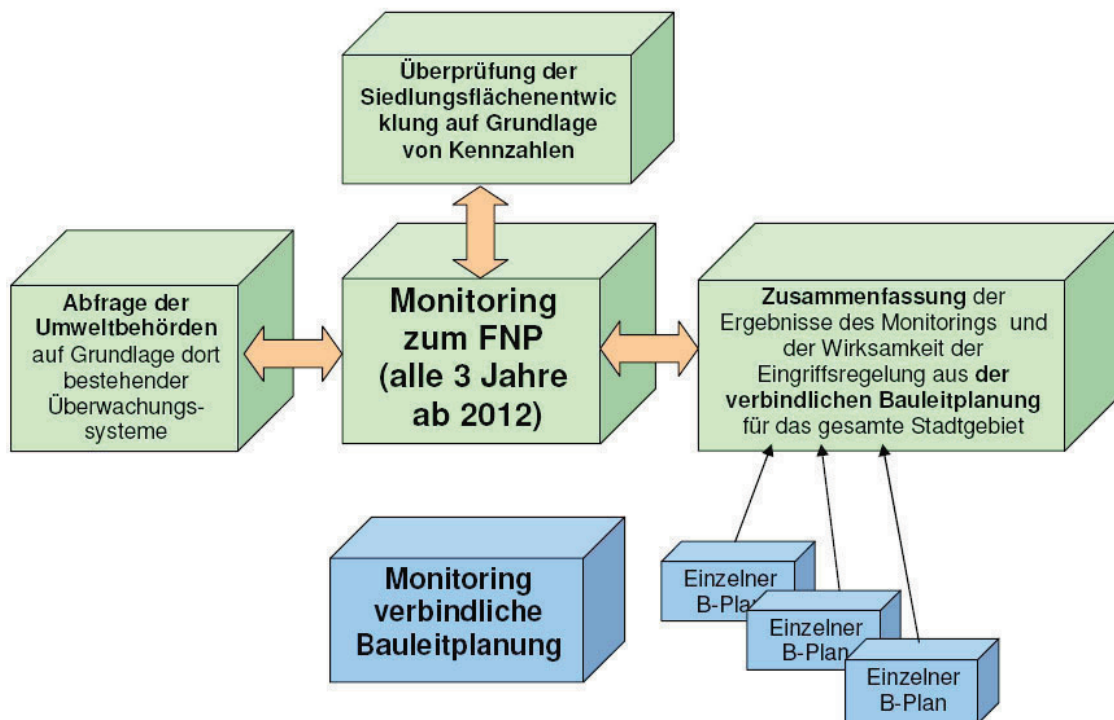 Überprüfung der
Siedlungsflächenentwic
klung auf Grundlage
von Kennzahlen
Abfrage der
Umweltbehörden
auf Grundlage dort
bestehender
Überwachungs-
systeme
Monitoring
zum FNP
(alle 3 Jahre
ab 2012)
Zusammenfassung der
Ergebnisse des Monitorings und
der Wirksamkeit der
Eingriffsregelung aus der
verbindlichen Bauleitplanung
für das gesamte Stadtgebiet
Monitoring
verbindliche
Bauleitplanung
Einzelner
B-Plan
Einzelner
B-Plan
Einzelner
B-Plan